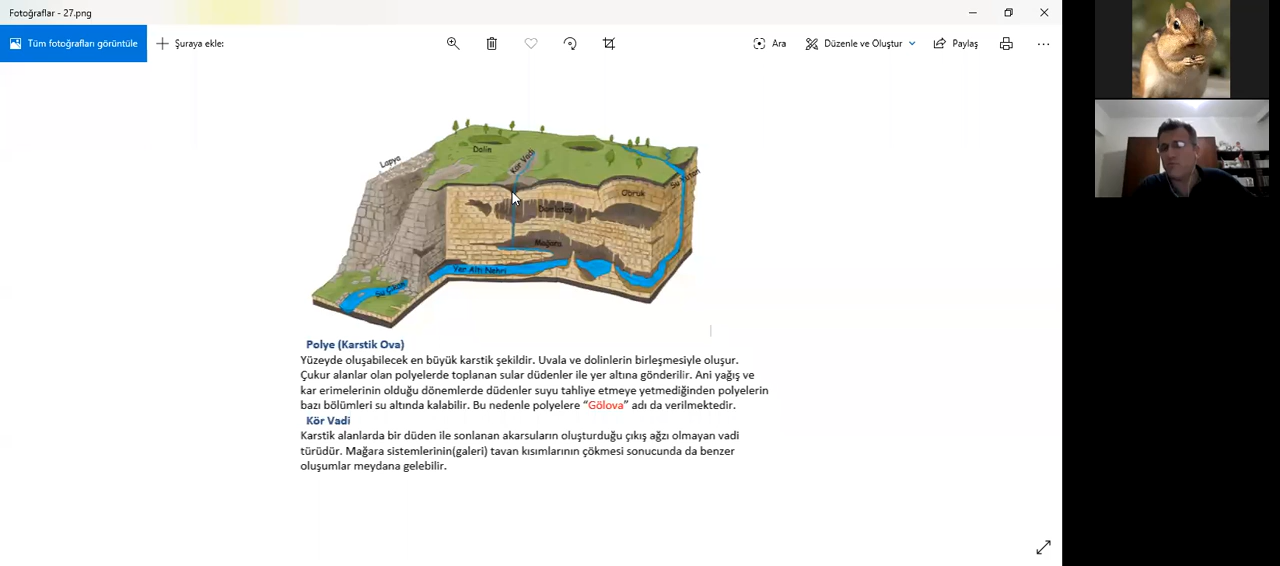 Fotoğraflar - 27.png
Tüm fotoğrafları görüntüle
Şuraya ekle:
Ara
Düzenle ve Oluştur
Paylaş
Lapya
Dolin
Kör Vadi
Su Yutan
Obruk
Damlataş
Mağara
Yer Altı Nehri
Su Çıkan
Polye (Karstik Ova)
Yüzeyde oluşabilecek en büyük karstik şekildir. Uvala ve dolinlerin birleşmesiyle oluşur.
Çukur alanlar olan polyelerde toplanan sular düdenler ile yer altına gönderilir. Ani yağış ve
kar erimelerinin olduğu dönemlerde düdenler suyu tahliye etmeye yetmediğinden polyelerin
bazı bölümleri su altında kalabilir. Bu nedenle polyelere “Gölova” adı da verilmektedir.
Kör Vadi
Karstik alanlarda bir düden ile sonlanan akarsuların oluşturduğu çıkış ağzı olmayan vadi
türüdür. Mağara sistemlerinin(galeri) tavan kısımlarının çökmesi sonucunda da benzer
oluşumlar meydana gelebilir.